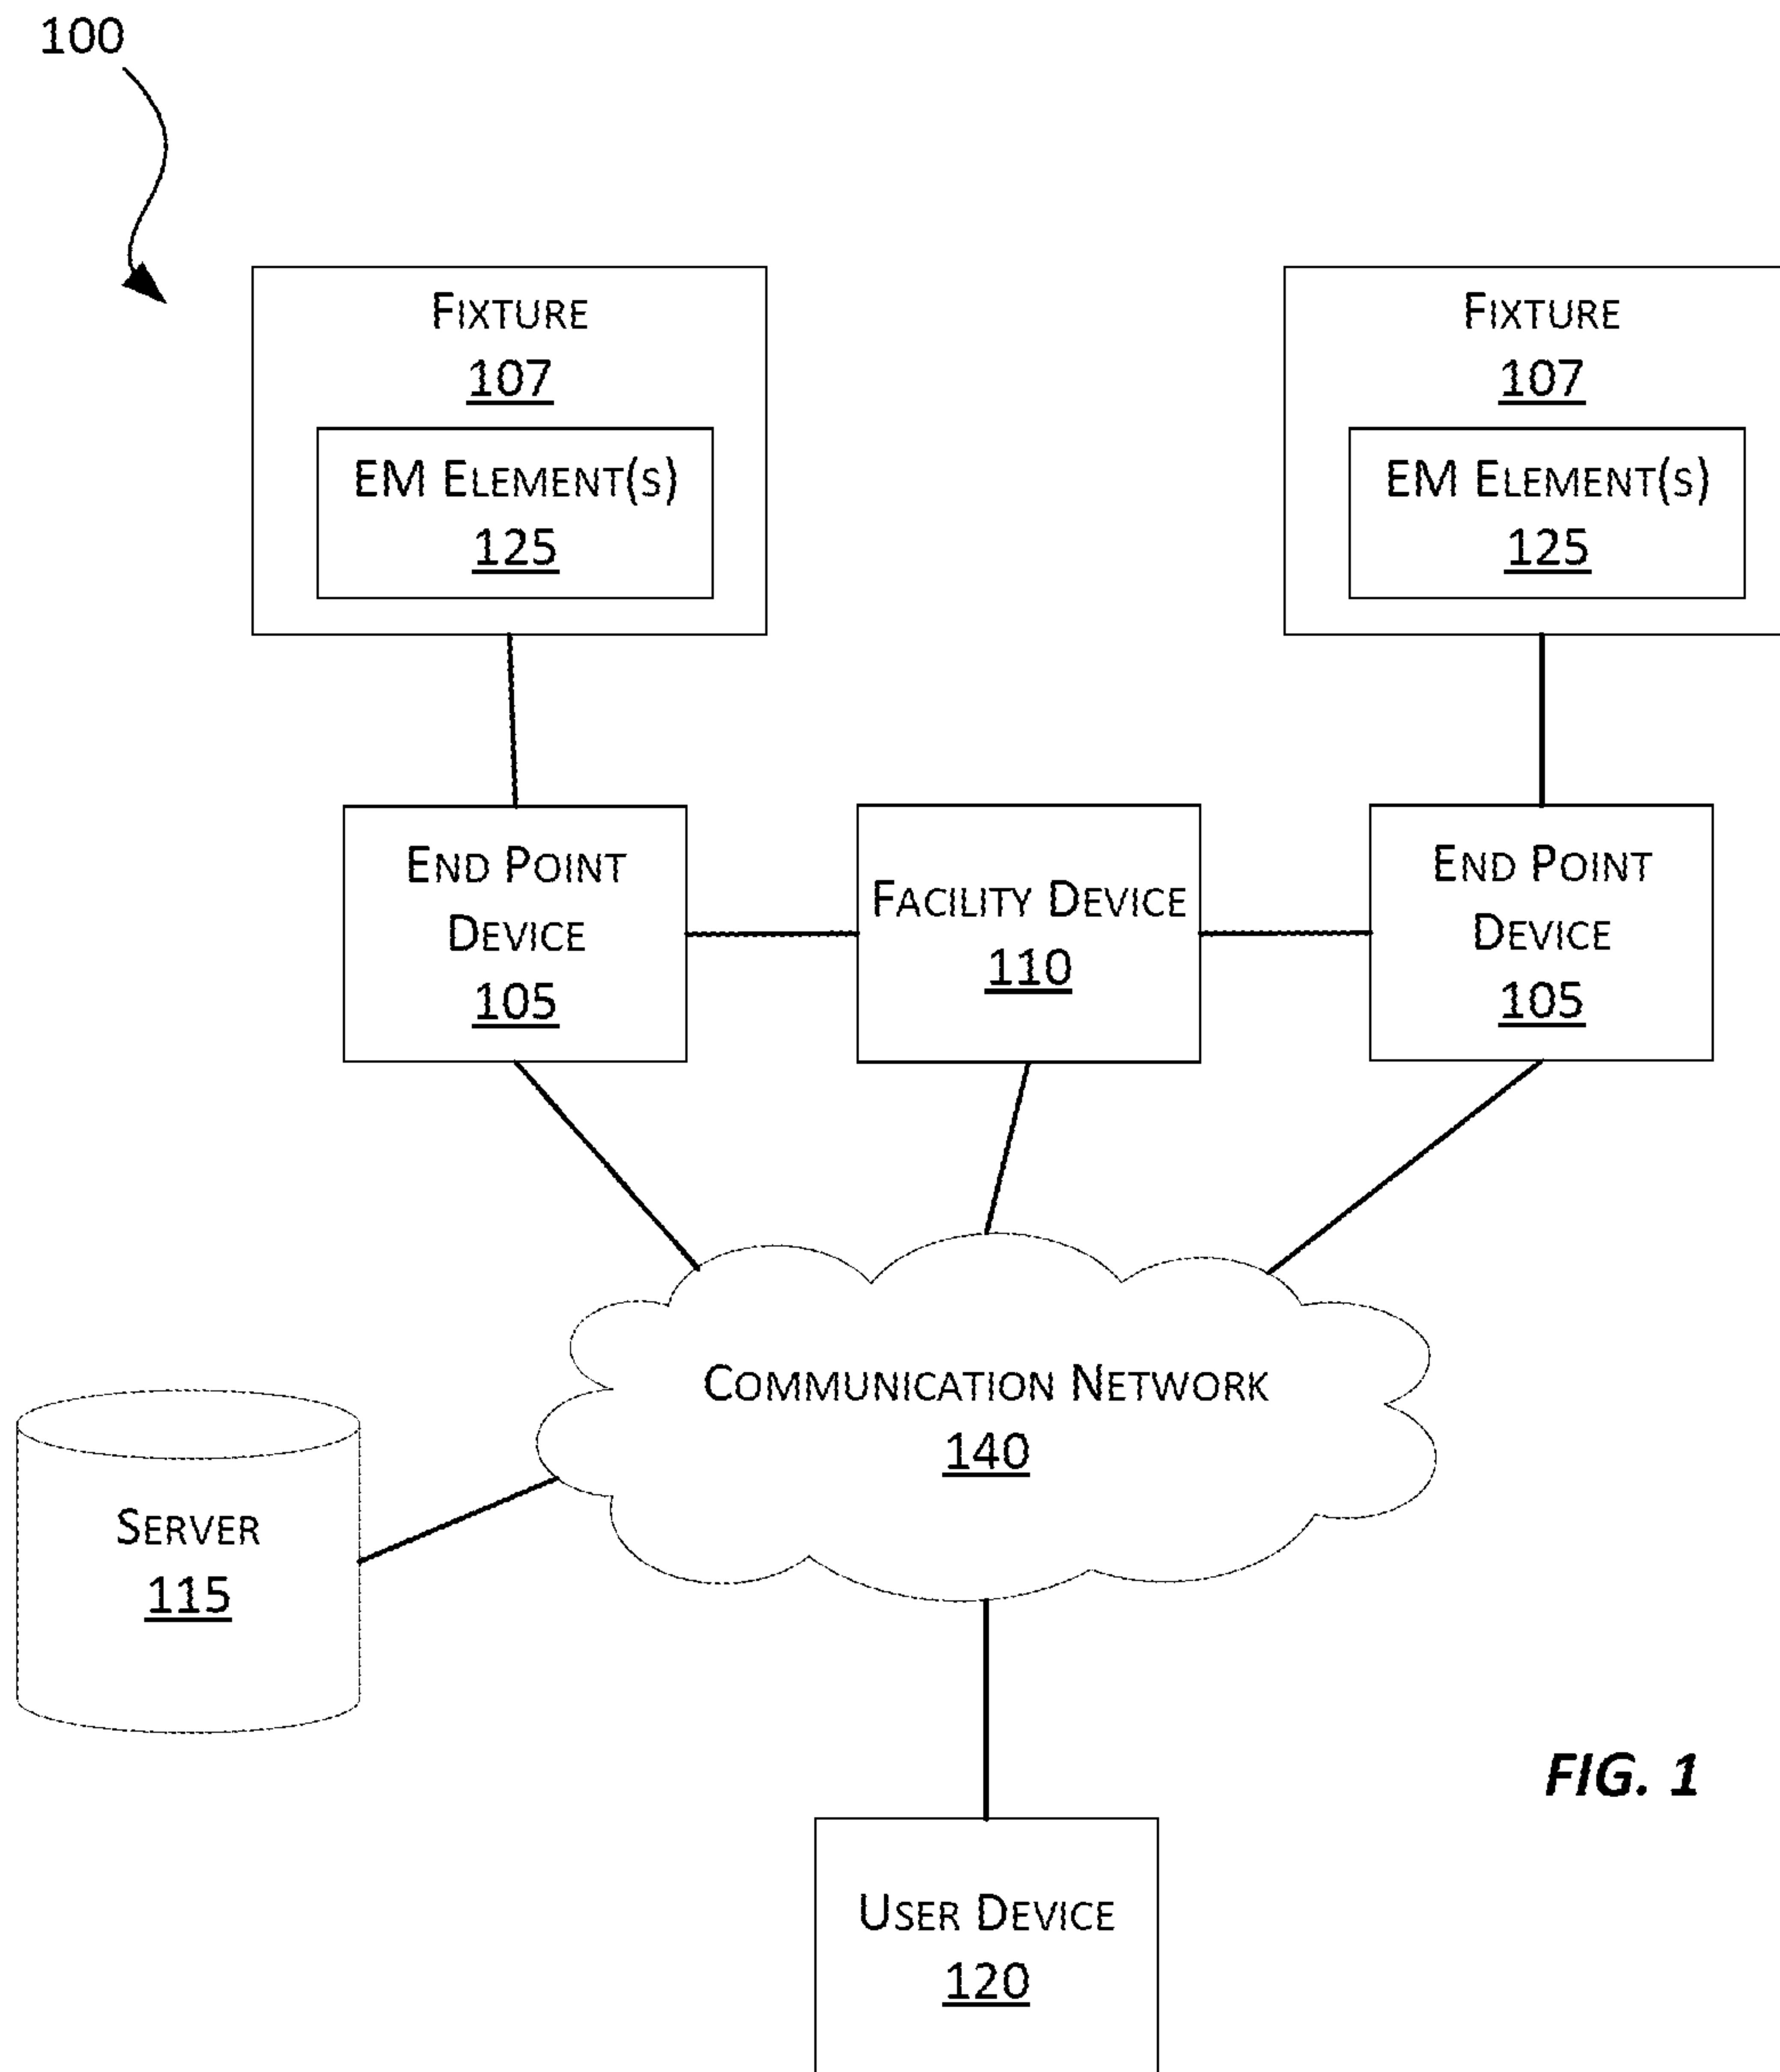 100
FIXTURE
107
EM ELEMENT(S)
125
FIXTURE
107
EM ELEMENT(S)
125
END POINT
DEVICE
105
FACILITY DEVICE
110
END POINT
DEVICE
105
COMMUNICATION NETWORK
140
SERVER
115
FIG. 1
USER DEVICE
120